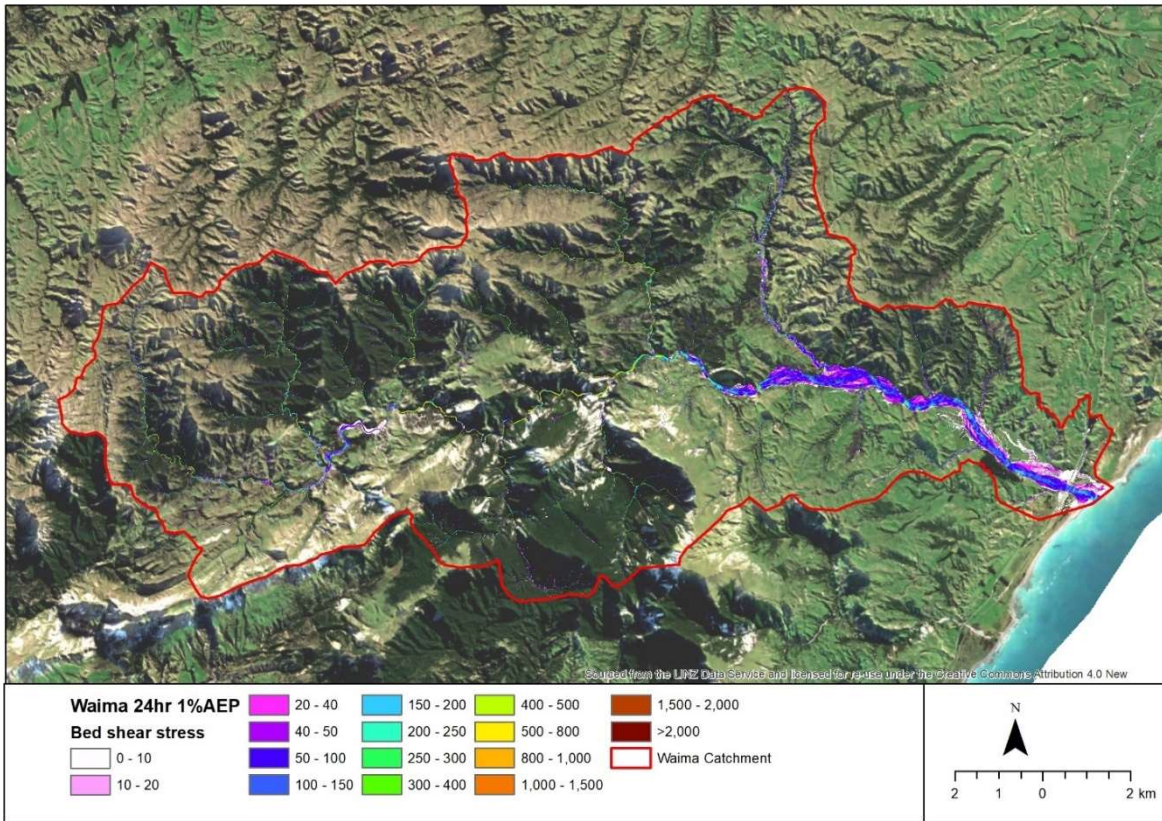 Sourced from the LINZ Data Service and licensed for re-use under the Creative Commons Attribution 4.0 New
Waima 24hr 1%AEP
Bed shear stress
0 - 10
10 - 20
20 - 40
40 - 50
50 - 100
100 - 150
150 - 200
200 - 250
250 - 300
300 - 400
400 - 500
500 - 800
800 - 1,000
1,000 - 1,500
1,500 - 2,000
>2,000
Waima Catchment
N
2 1 0 2 km